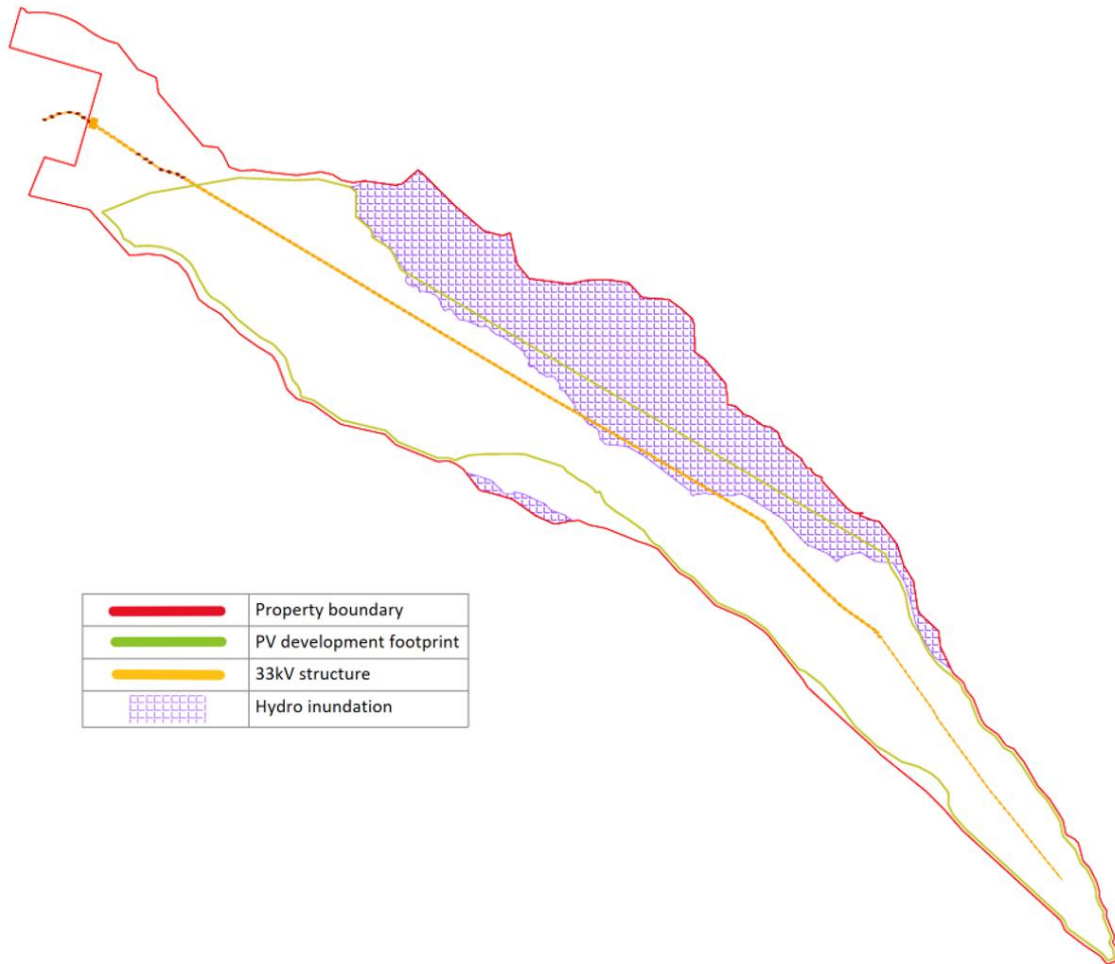 Property boundary
PV development footprint
33kV structure
Hydro inundation